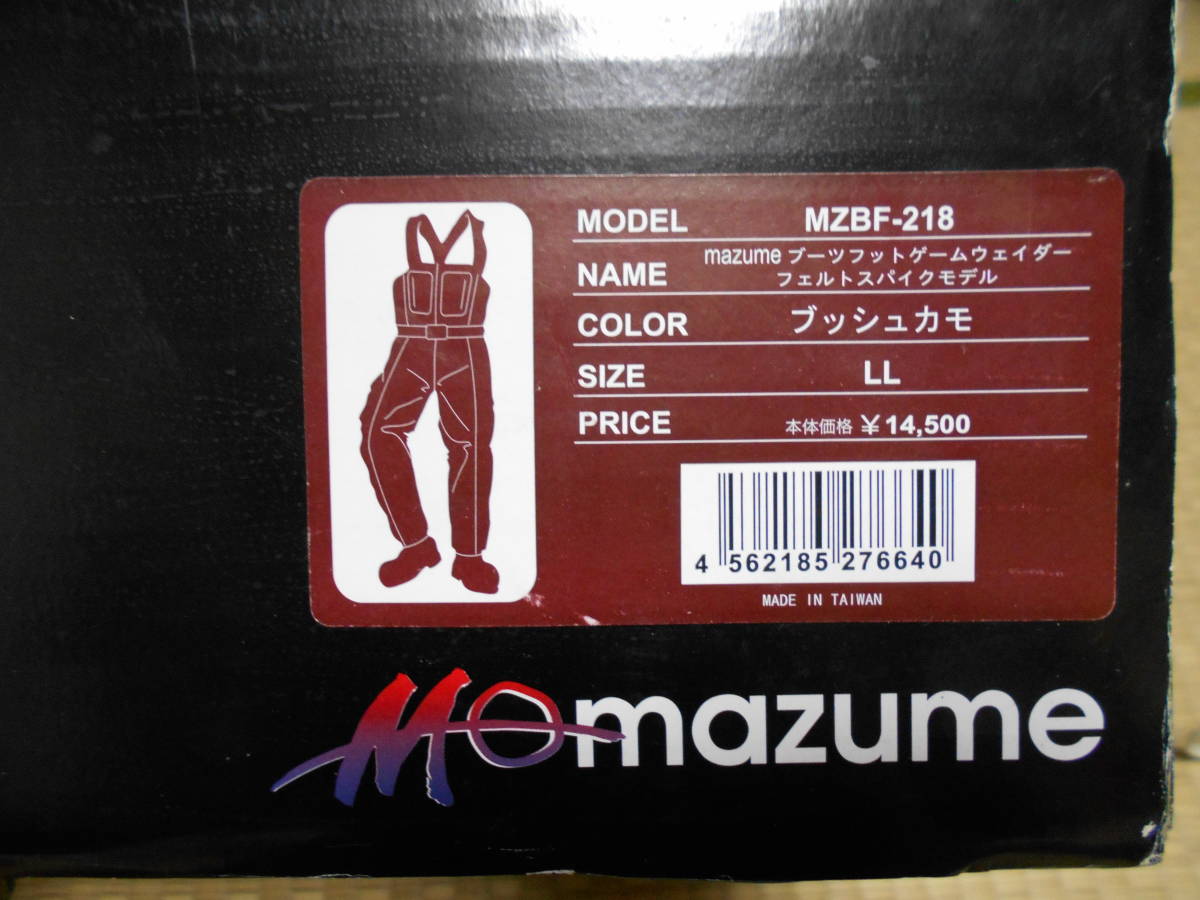 MODEL MZBF-218
NAME mazume ブーツフットゲームウェイダー
フェルトスパイクモデル
COLOR ブッシュカモ
SIZE LL
PRICE 本体価格 ¥14,500
4 562185 276640
MADE IN TAIWAN
MO mazume